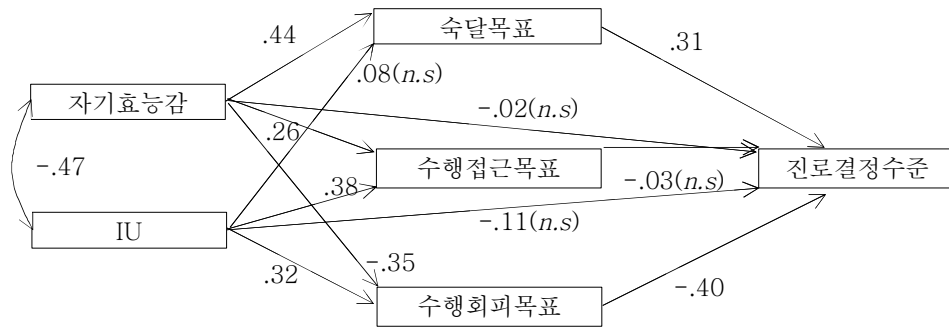 숙달목표
.44
.31
.08(n.s)
자기효능감
-.02(n.s)
.26
수행접근목표
진로결정수준
-.47
.38
-.03(n.s)
IU
-.11(n.s)
.32
-.35
수행회피목표
-.40